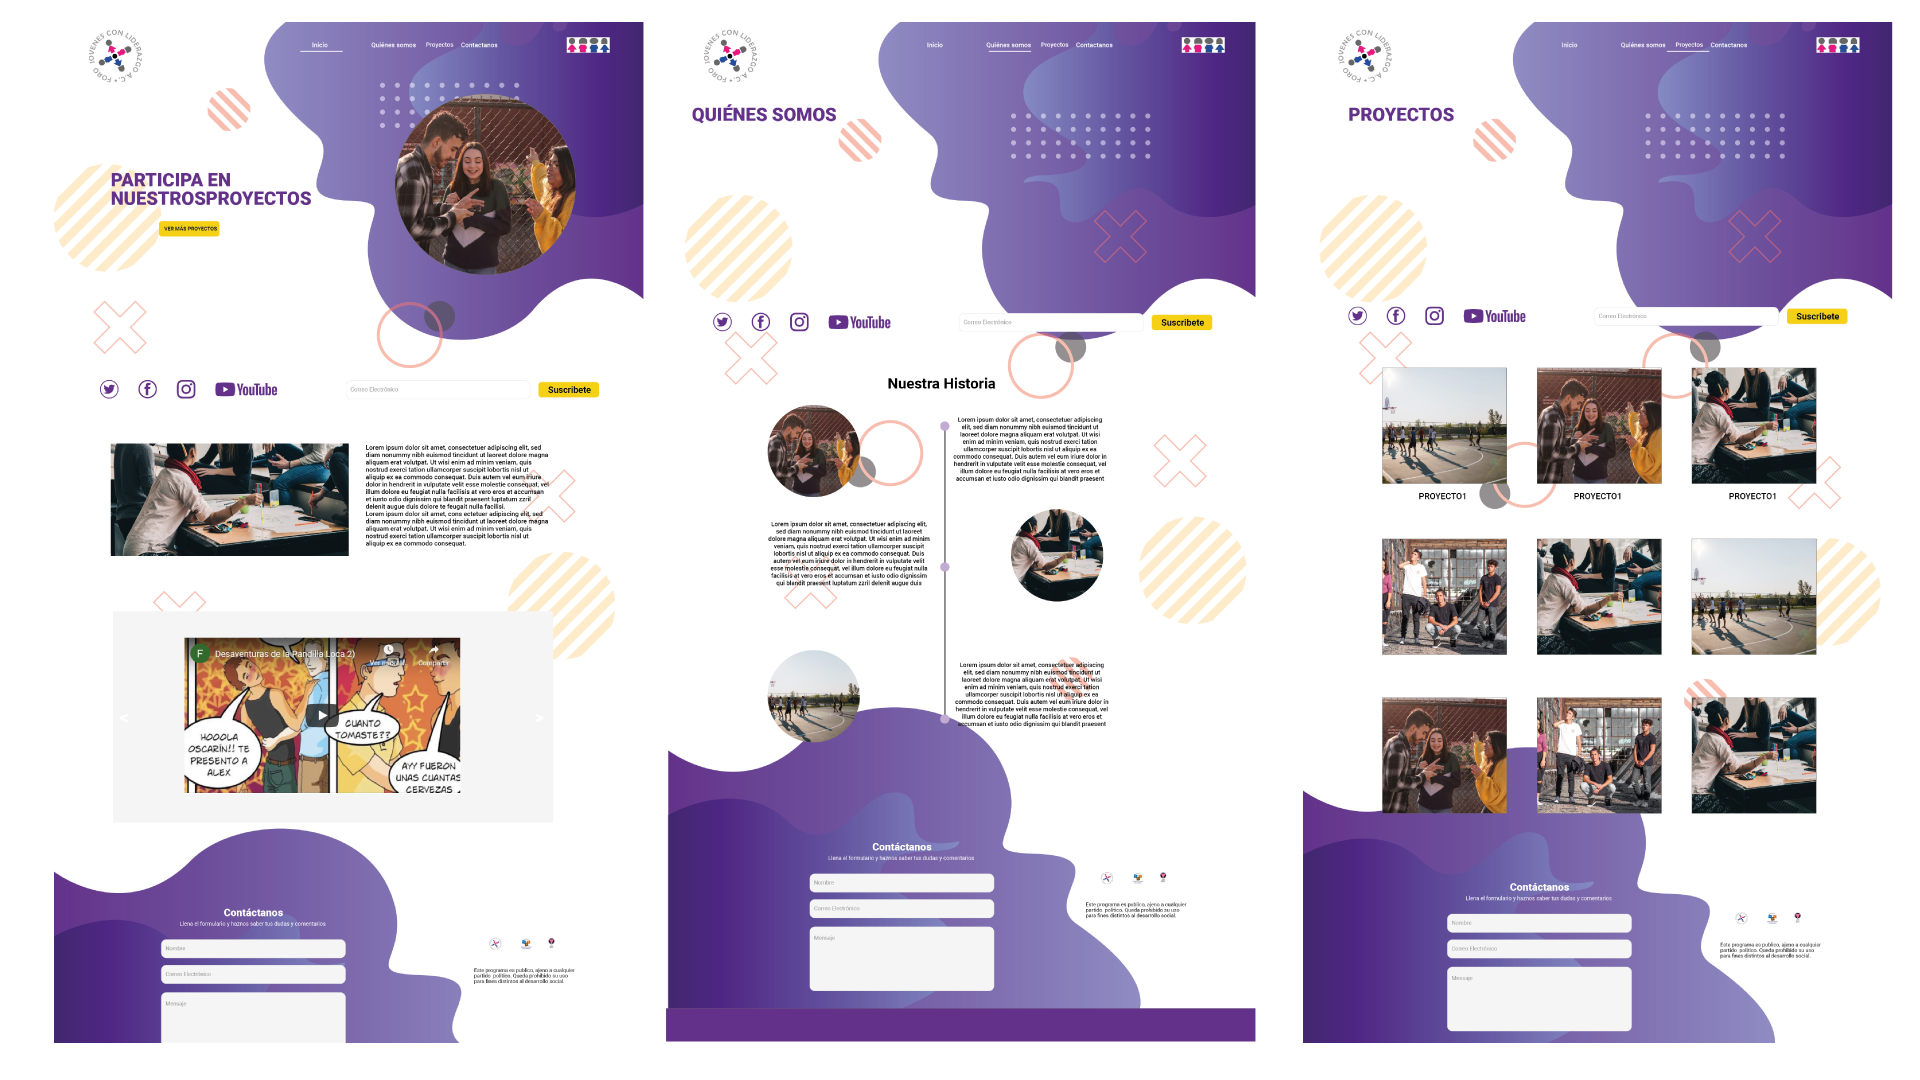 FORO JOVENES CON LIDERAZGO A.C.
Inicio
Quiénes somos
Proyectos
Contactanos
PARTICIPA EN
NUESTROSPROYECTOS
VER MÁS PROYECTOS
YouTube
Correo Electrónico
Suscribete
Lorem ipsum dolor sit amet, consectetuer adipiscing elit, sed
diam nonummy nibh euismod tincidunt ut laoreet dolore magna
aliquam erat volutpat. Ut wisi enim ad minim veniam, quis
nostrud exerci tation ullamcorper suscipit lobortis nisl ut
aliquip ex ea commodo consequat. Duis autem vel eum iriure
dolor in hendrerit in vulputate velit esse molestie consequat, vel
illum dolore eu feugiat nulla facilisis at vero eros et accumsan
et iusto odio dignissim qui blandit praesent luptatum zzril
delenit augue duis dolore te feugait nulla facilisi.
Lorem ipsum dolor sit amet, cons ectetuer adipiscing elit, sed
diam nonummy nibh euismod tincidunt ut laoreet dolore magna
aliquam erat volutpat. Ut wisi enim ad minim veniam, quis
nostrud exerci tation ullamcorper suscipit lobortis nisl ut
aliquip ex ea commodo consequat.
F
Desaventuras de la Pandilla Loca 2)
Compartir
HOOOLA
OSCARÍN!! TE
PRESENTO A
ALEX
CUANTO
TOMASTE??
AYY FUERON
UNAS CUANTAS
CERVEZAS
<
>
Contáctanos
Llena el formulario y haznos saber tus dudas y comentarios
Nombre
Correo Electrónico
Mensaje
Este programa es publico, ajeno a cualquier
partido político. Queda prohibido su uso
para fines distintos al desarrollo social.
FORO JOVENES CON LIDERAZGO A.C.
Inicio
Quiénes somos
Proyectos
Contactanos
QUIÉNES SOMOS
YouTube
Correo Electrónico
Suscribete
Nuestra Historia
Lorem ipsum dolor sit amet, consectetuer adipiscing
elit, sed diam nonummy nibh euismod tincidunt ut
laoreet dolore magna aliquam erat volutpat. Ut wisi
enim ad minim veniam, quis nostrud exerci tation
ullamcorper suscipit lobortis nisl ut aliquip ex ea
commodo consequat. Duis autem vel eum iriure dolor in
hendrerit in vulputate velit esse molestie consequat, vel
illum dolore eu feugiat nulla facilisis at vero eros et
accumsan et iusto odio dignissim qui blandit praesent
Lorem ipsum dolor sit amet, consectetuer adipiscing elit,
sed diam nonummy nibh euismod tincidunt ut laoreet
dolore magna aliquam erat volutpat. Ut wisi enim ad minim
veniam, quis nostrud exerci tation ullamcorper suscipit
lobortis nisl ut aliquip ex ea commodo consequat. Duis
autem vel eum iriure dolor in hendrerit in vulputate velit
esse molestie consequat, vel illum dolore eu feugiat nulla
facilisis at vero eros et accumsan et iusto odio dignissim
qui blandit praesent luptatum zzril delenit augue duis
Lorem ipsum dolor sit amet, consectetuer adipiscing
elit, sed diam nonummy nibh euismod tincidunt ut
laoreet dolore magna aliquam erat volutpat. Ut wisi
enim ad minim veniam, quis nostrud exerci tation
ullamcorper suscipit lobortis nisl ut aliquip ex ea
commodo consequat. Duis autem vel eum iriure dolor in
hendrerit in vulputate velit esse molestie consequat, vel
illum dolore eu feugiat nulla facilisis at vero eros et
accumsan et iusto odio dignissim qui blandit praesent
Contáctanos
Llena el formulario y haznos saber tus dudas y comentarios
Nombre
Correo Electrónico
Mensaje
Este programa es publico, ajeno a cualquier
partido político. Queda prohibido su uso
para fines distintos al desarrollo social.
FORO JOVENES CON LIDERAZGO A.C.
Inicio
Quiénes somos
Proyectos
Contactanos
PROYECTOS
YouTube
Correo Electrónico
Suscribete
PROYECTO1
PROYECTO1
PROYECTO1
Contáctanos
Llena el formulario y haznos saber tus dudas y comentarios
Nombre
Correo Electrónico
Mensaje
Este programa es publico, ajeno a cualquier
partido político. Queda prohibido su uso
para fines distintos al desarrollo social.